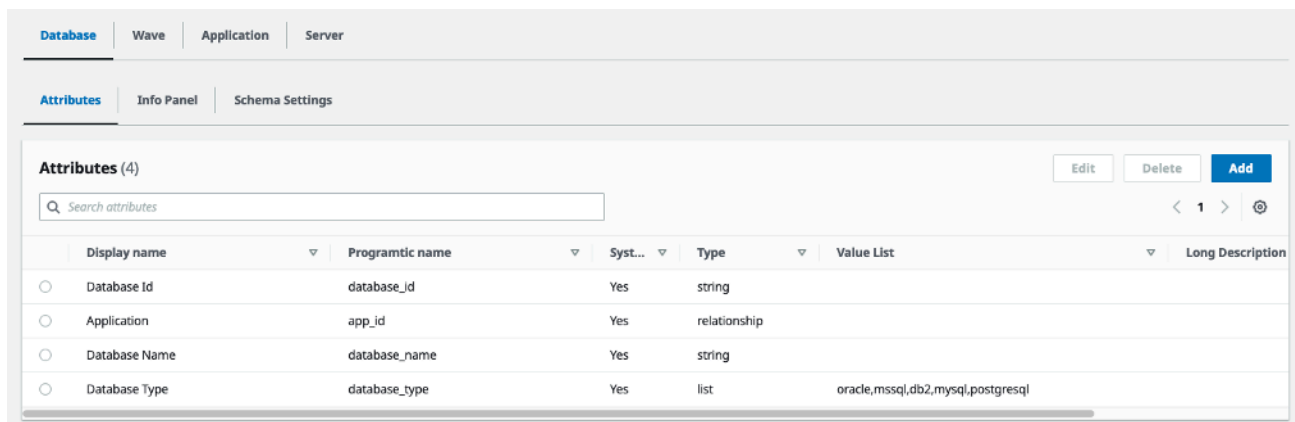 Database Wave Application Server
Attributes Info Panel Schema Settings
Attributes (4) Edit Delete Add
Search attributes 1
Display name Programtic name Syst... Type Value List Long Description
Database Id database_id Yes string
Application app_id Yes relationship
Database Name database_name Yes string
Database Type database_type Yes list oracle,mssql,db2,mysql,postgresql